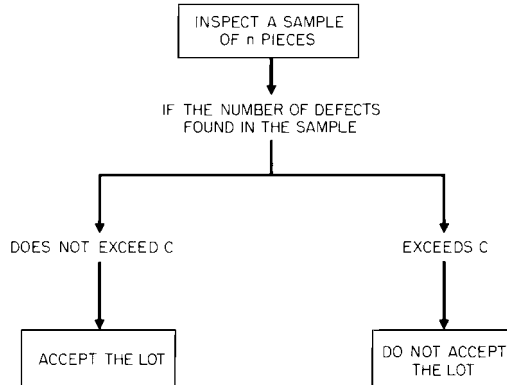 INSPECT A SAMPLE
OF n PIECES
IF THE NUMBER OF DEFECTS
FOUND IN THE SAMPLE
DOES NOT EXCEED C
EXCEEDS C
ACCEPT THE LOT
DO NOT ACCEPT
THE LOT